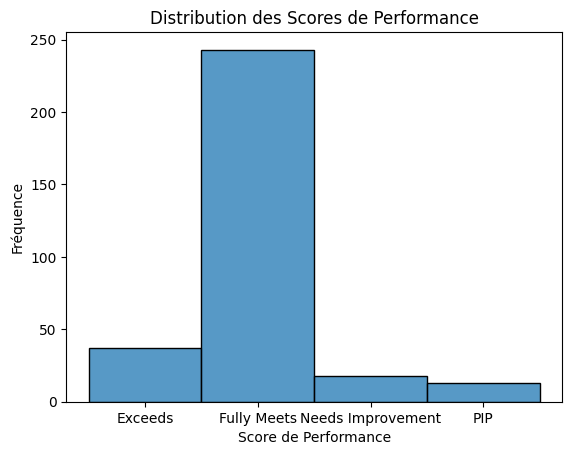 Distribution des Scores de Performance
Fréquence
250
200
150
100
50
0
Exceeds Fully Meets Needs Improvement PIP
Score de Performance